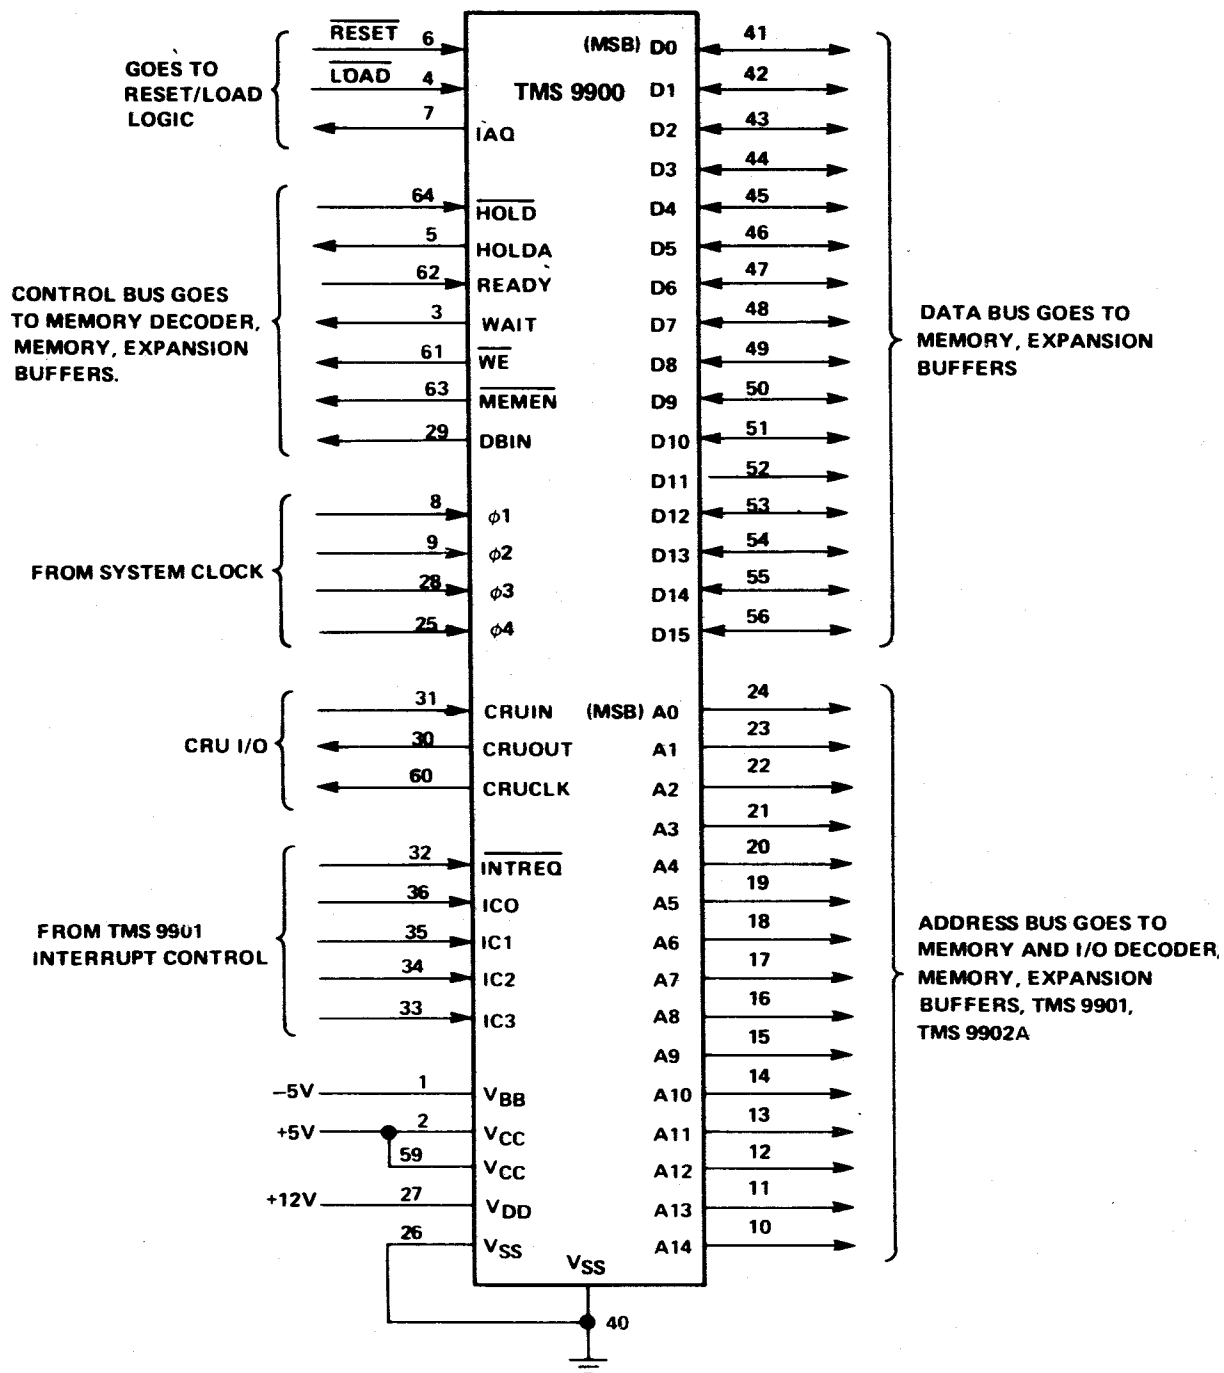 GOES TO
RESET/LOAD
LOGIC
RESET 6
LOAD 4
7 IAQ
CONTROL BUS GOES
TO MEMORY DECODER,
MEMORY, EXPANSION
BUFFERS.
64 HOLD
5 HOLDA
62 READY
3 WAIT
61 WE
63 MEMEN
29 DBIN
FROM SYSTEM CLOCK
8 ϕ1
9 ϕ2
28 ϕ3
25 ϕ4
CRU I/O
31 CRUIN
30 CRUOUT
60 CRUCLK
FROM TMS 9901
INTERRUPT CONTROL
32 INTREQ
36 IC0
35 IC1
34 IC2
33 IC3
−5V 1 VBB
+5V 2 VCC
59 VCC
+12V 27 VDD
26 VSS
VSS
40
TMS 9900
(MSB) D0 41
D1 42
D2 43
D3 44
D4 45
D5 46
D6 47
D7 48
D8 49
D9 50
D10 51
D11 52
D12 53
D13 54
D14 55
D15 56
DATA BUS GOES TO
MEMORY, EXPANSION
BUFFERS
(MSB) A0 24
A1 23
A2 22
A3 21
A4 20
A5 19
A6 18
A7 17
A8 16
A9 15
A10 14
A11 13
A12 12
A13 11
A14 10
ADDRESS BUS GOES TO
MEMORY AND I/O DECODER,
MEMORY, EXPANSION
BUFFERS, TMS 9901,
TMS 9902A